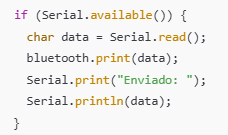 if (Serial.available()) {
char data = Serial.read();
bluetooth.print(data);
Serial.print("Enviado: ");
Serial.println(data);
}